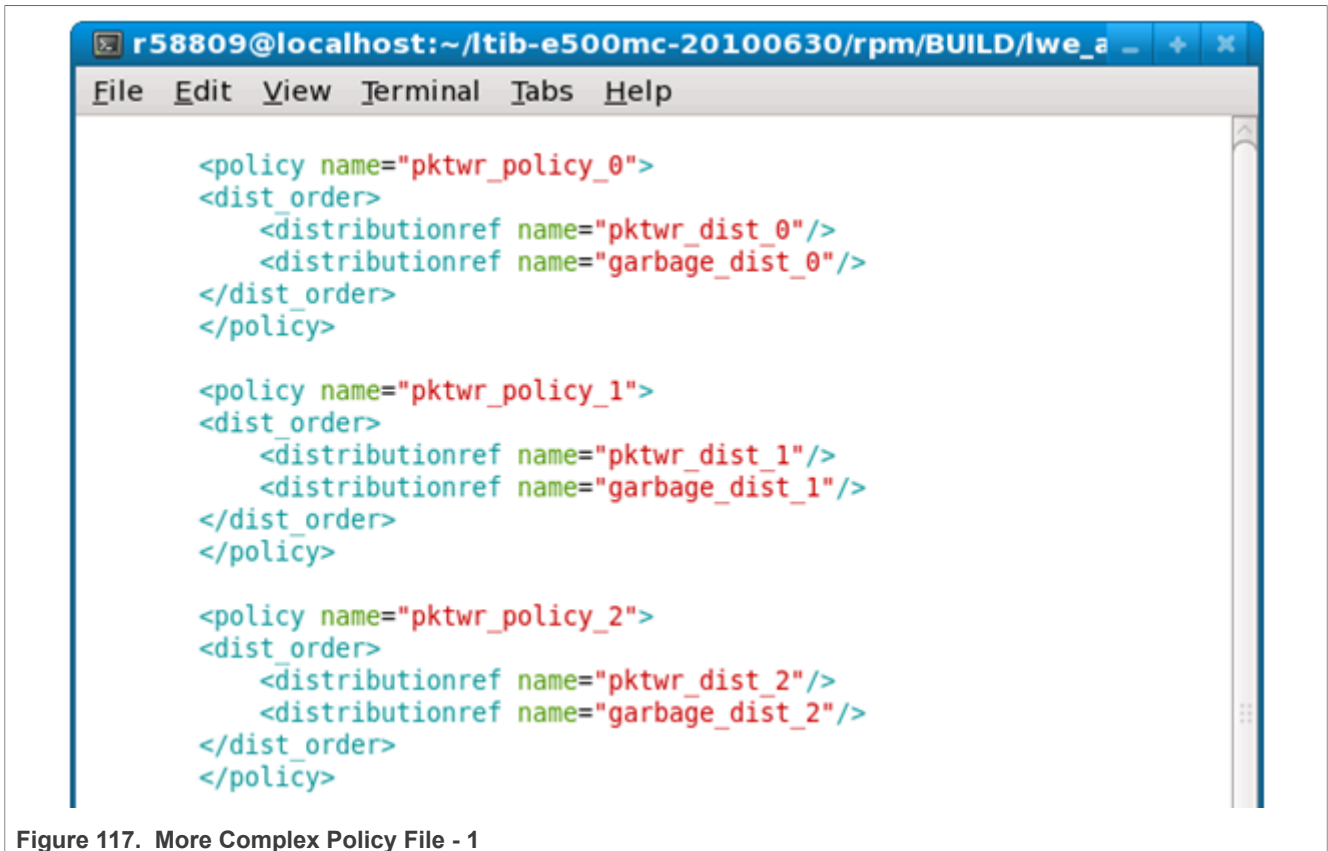 r58809@localhost:~/ltib-e500mc-20100630/rpm/BUILD/lwe_a
File Edit View Terminal Tabs Help
<policy name="pktwr_policy_0">
<dist_order>
<distributionref name="pktwr_dist_0"/>
<distributionref name="garbage_dist_0"/>
</dist_order>
</policy>
<policy name="pktwr_policy_1">
<dist_order>
<distributionref name="pktwr_dist_1"/>
<distributionref name="garbage_dist_1"/>
</dist_order>
</policy>
<policy name="pktwr_policy_2">
<dist_order>
<distributionref name="pktwr_dist_2"/>
<distributionref name="garbage_dist_2"/>
</dist_order>
</policy>
Figure 117. More Complex Policy File - 1